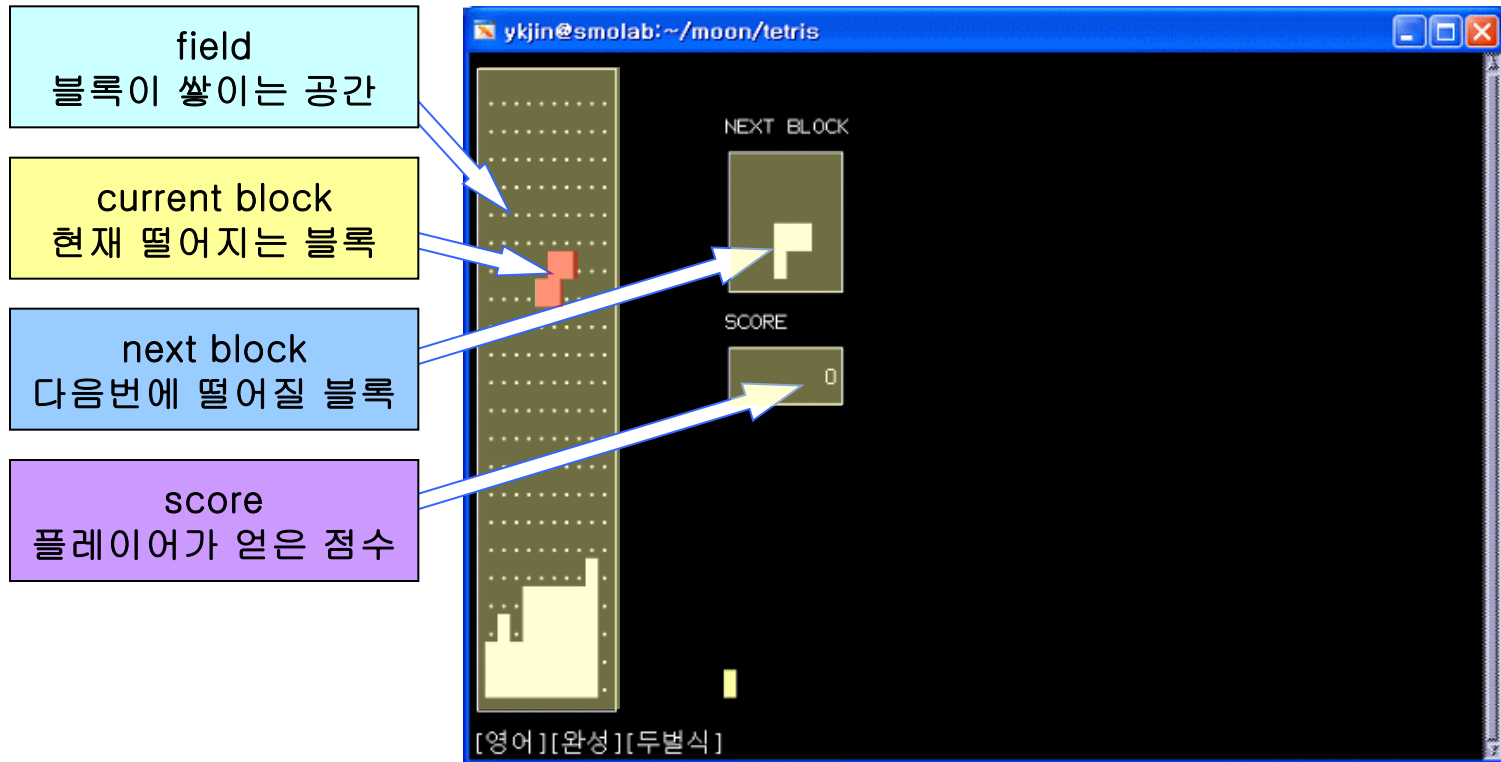 field
블록이 쌓이는 공간
current block
현재 떨어지는 블록
next block
다음번에 떨어질 블록
score
플레이어가 얻은 점수
ykjin@smolab:~/moon/tetris
NEXT BLOCK
SCORE
0
[영어][완성][두벌식]